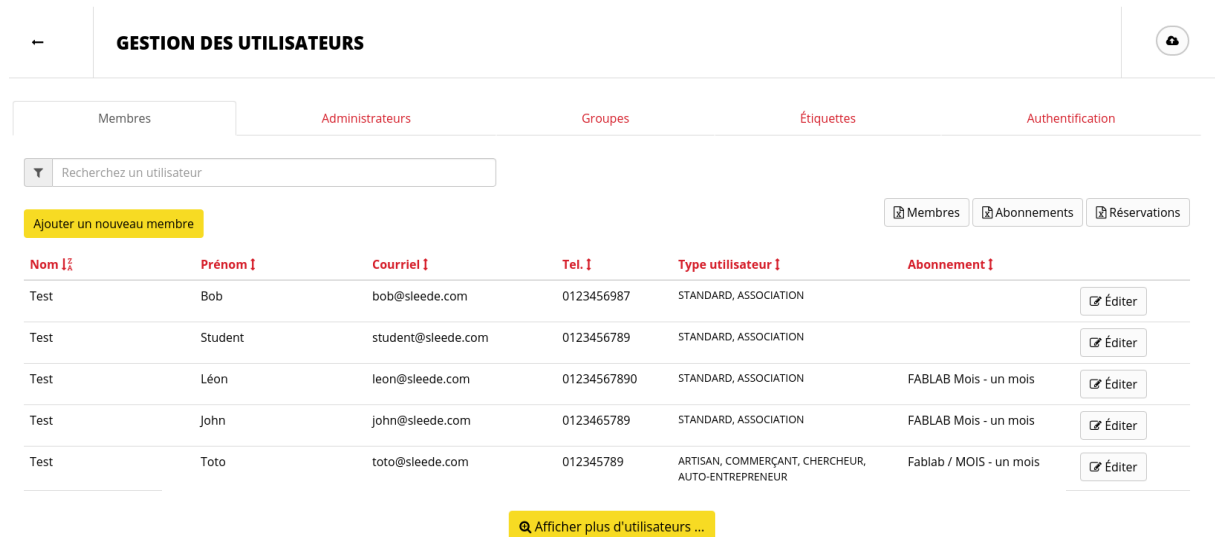 GESTION DES UTILISATEURS
Membres Administrateurs Groupes Étiquettes Authentification
Recherchez un utilisateur
Ajouter un nouveau membre Membres Abonnements Réservations
Nom Prénom Courriel Tel. Type utilisateur Abonnement
Test Bob bob@sleede.com 0123456987 STANDARD, ASSOCIATION Éditer
Test Student student@sleede.com 0123456789 STANDARD, ASSOCIATION Éditer
Test Léon leon@sleede.com 01234567890 STANDARD, ASSOCIATION FABLAB Mois - un mois Éditer
Test John john@sleede.com 0123465789 STANDARD, ASSOCIATION FABLAB Mois - un mois Éditer
Test Toto toto@sleede.com 012345789 ARTISAN, COMMERÇANT, CHERCHEUR, Fablab / MOIS - un mois Éditer
AUTO-ENTREPRENEUR
Afficher plus d'utilisateurs ...